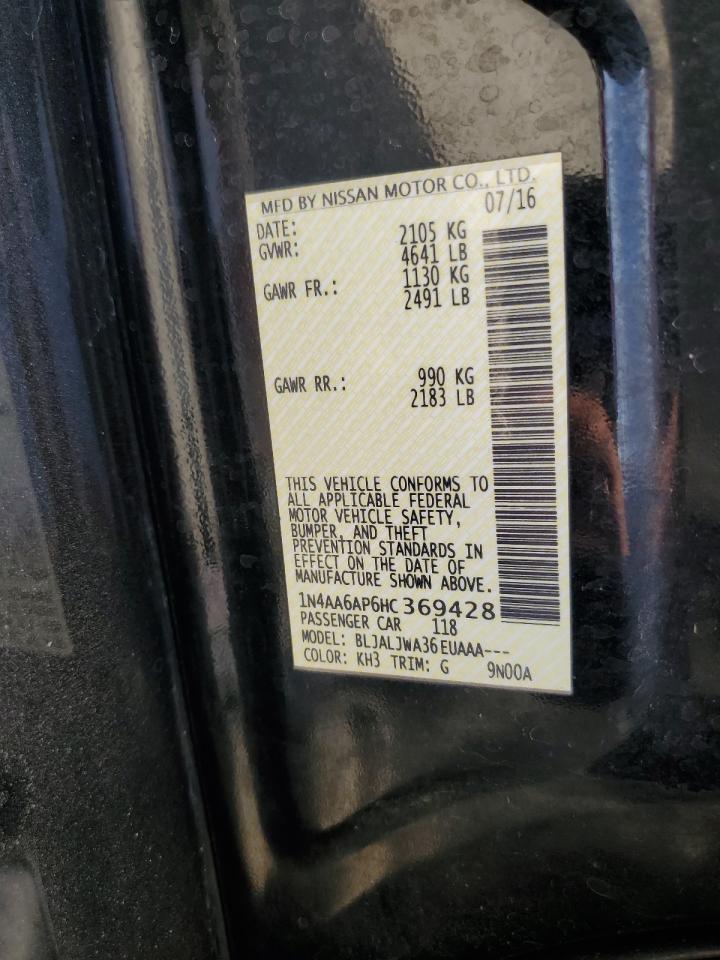 MFD BY NISSAN MOTOR CO., LTD.
DATE: 07/16
GVWR: 2105 KG
4641 LB
GAWR FR.: 1130 KG
2491 LB
GAWR RR.: 990 KG
2183 LB
THIS VEHICLE CONFORMS TO
ALL APPLICABLE FEDERAL
MOTOR VEHICLE SAFETY,
BUMPER, AND THEFT
PREVENTION STANDARDS IN
EFFECT ON THE DATE OF
MANUFACTURE SHOWN ABOVE.
1N4AA6AP6HC369428
PASSENGER CAR 118
MODEL: BLJALJWA36EUAAA---
COLOR: KH3 TRIM: G 9N00A